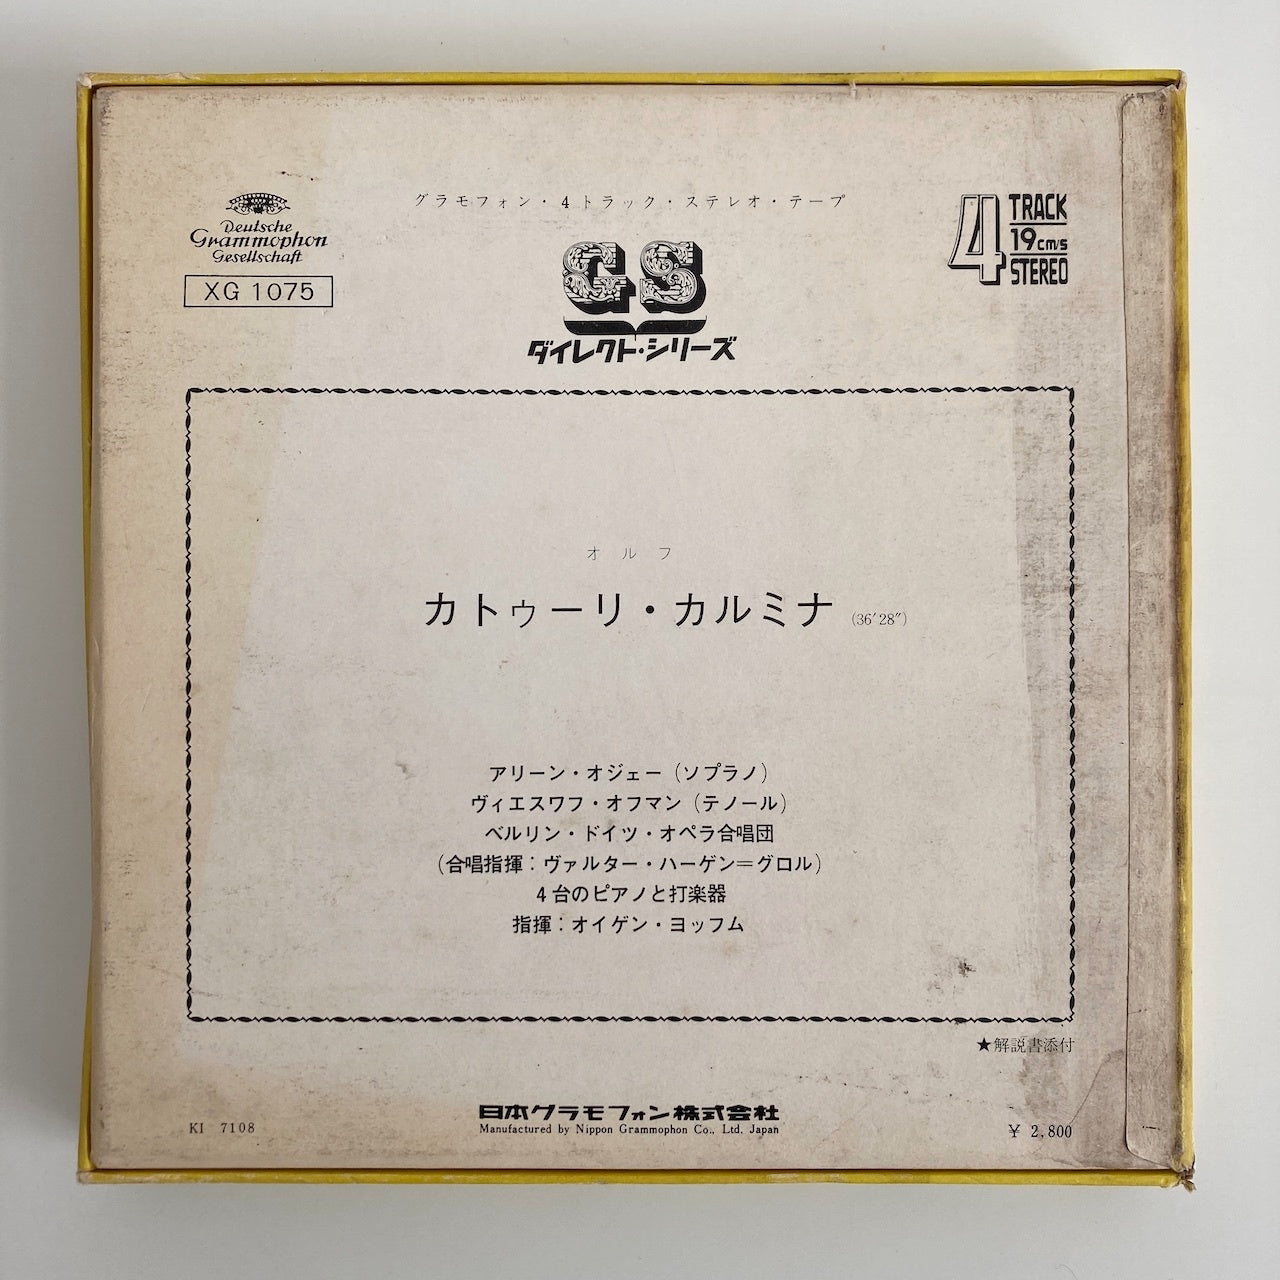 グラモフォン・4トラック・ステレオ・テープ
Deutsche
Grammophon
Gesellschaft
XG 1075
GS
ダイレクト・シリーズ
4 TRACK
19 cm/s
STEREO
オルフ
カトゥーリ・カルミナ (36′28″)
アリーン・オジェー(ソプラノ)
ヴィエスワフ・オフマン(テノール)
ベルリン・ドイツ・オペラ合唱団
(合唱指揮:ヴァルター・ハーゲン=グロル)
4台のピアノと打楽器
指揮:オイゲン・ヨッフム
★解説書添付
日本グラモフォン株式会社
Manufactured by Nippon Grammophon Co., Ltd. Japan
KI 7108
¥ 2,800